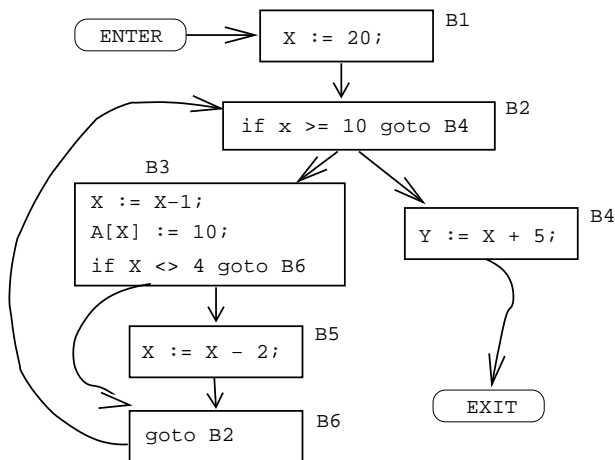 ENTER
B1
X := 20;
B2
if x >= 10 goto B4
B3
X := X-1;
A[X] := 10;
if X <> 4 goto B6
B4
Y := X + 5;
B5
X := X - 2;
B6
goto B2
EXIT